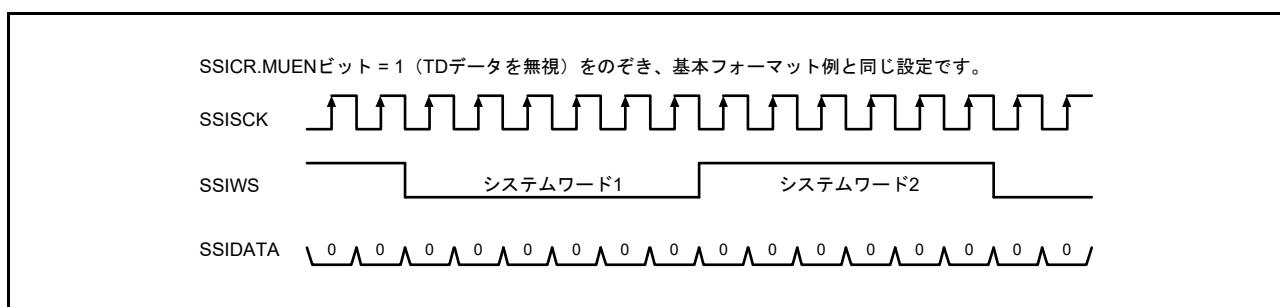 SSICR.MUENビット = 1（TDデータを無視）をのぞき、基本フォーマット例と同じ設定です。
SSISCK
SSIWS システムワード1 システムワード2
SSIDATA 0 0 0 0 0 0 0 0 0 0 0 0 0 0 0 0